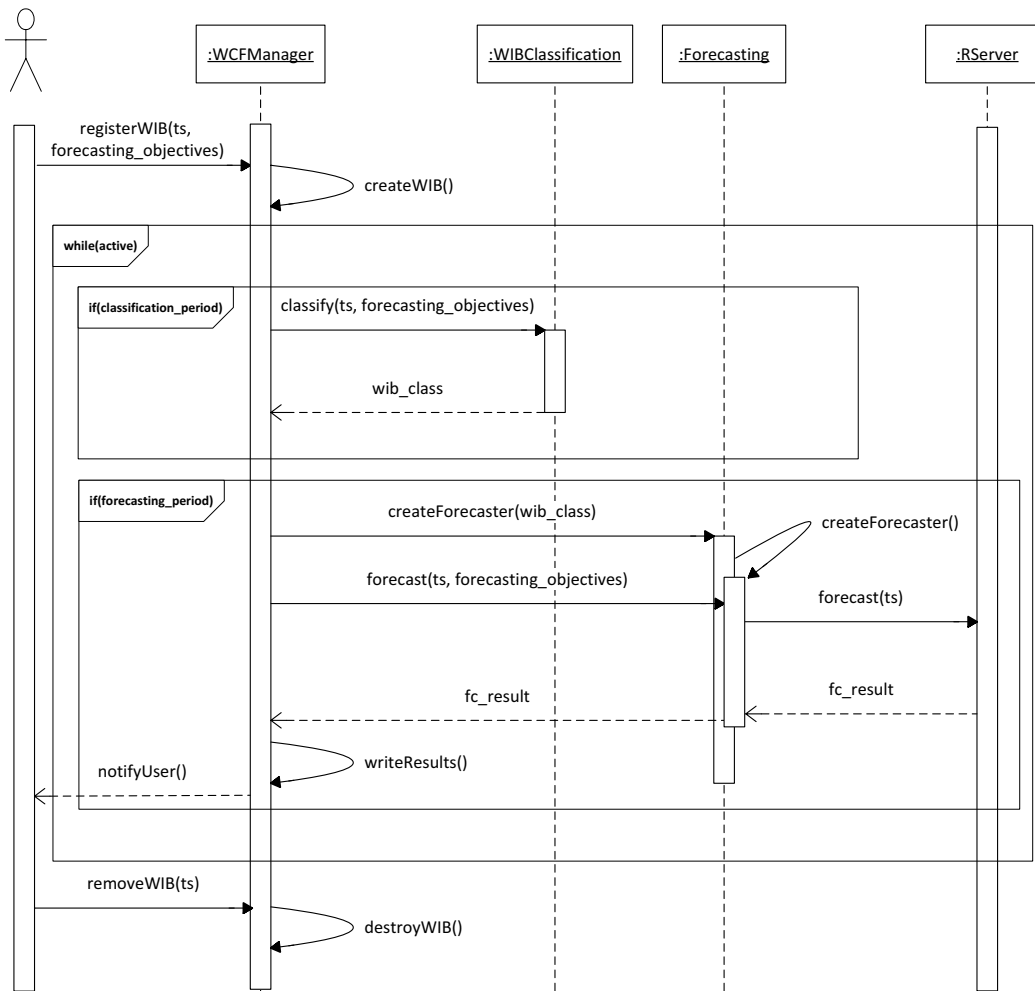 :WCFManager
:WIBClassification
:Forecasting
:RServer
registerWIB(ts,
forecasting_objectives)
createWIB()
while(active)
if(classification_period)
classify(ts, forecasting_objectives)
wib_class
if(forecasting_period)
createForecaster(wib_class)
createForecaster()
forecast(ts, forecasting_objectives)
forecast(ts)
fc_result
fc_result
writeResults()
notifyUser()
removeWIB(ts)
destroyWIB()